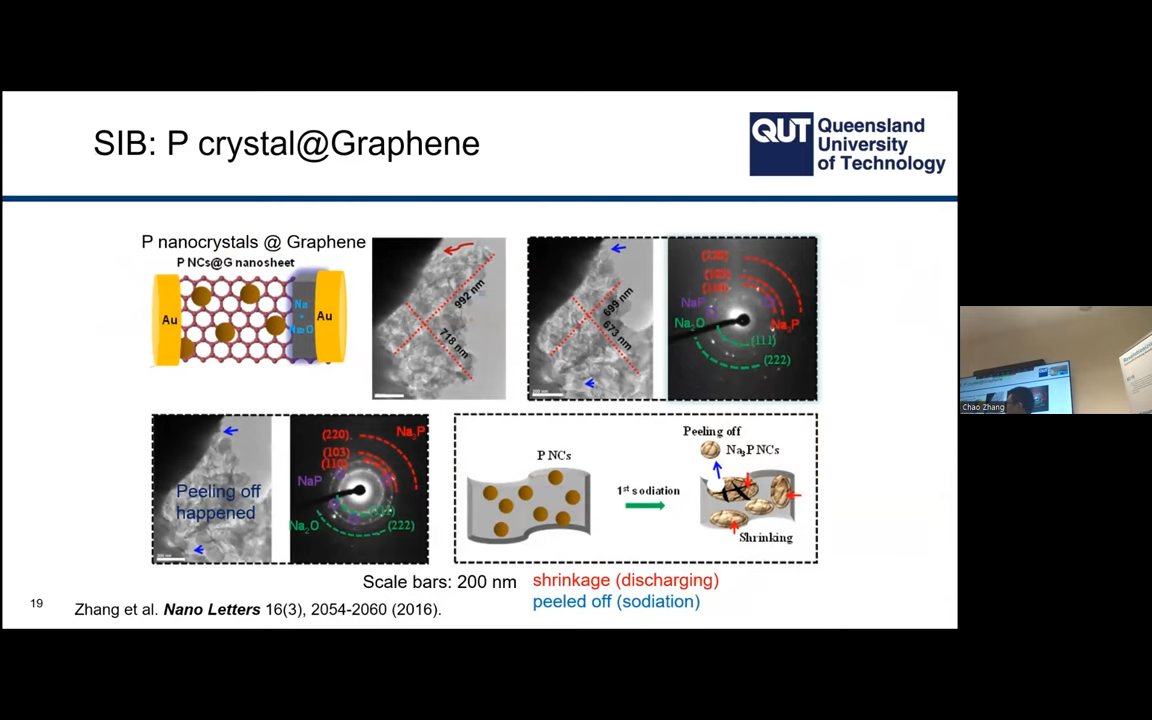 SIB: P crystal@Graphene
QUT
Queensland
University
of Technology
P nanocrystals @ Graphene
P NCs@G nanosheet
Au
Na
+
Na₂O
Au
992 nm
718 nm
699 nm
673 nm
(220)
(103)
(110)
NaP
Na₃P
Na₂O
(111)
(222)
Peeling off
happened
(220)
Na₃P
(103)
(110)
NaP
(111)
Na₂O
(222)
P NCs
1st sodiation
Peeling off
Na₃P NCs
Shrinking
Scale bars: 200 nm
shrinkage (discharging)
peeled off (sodiation)
19
Zhang et al. Nano Letters 16(3), 2054-2060 (2016).
Chao Zhang